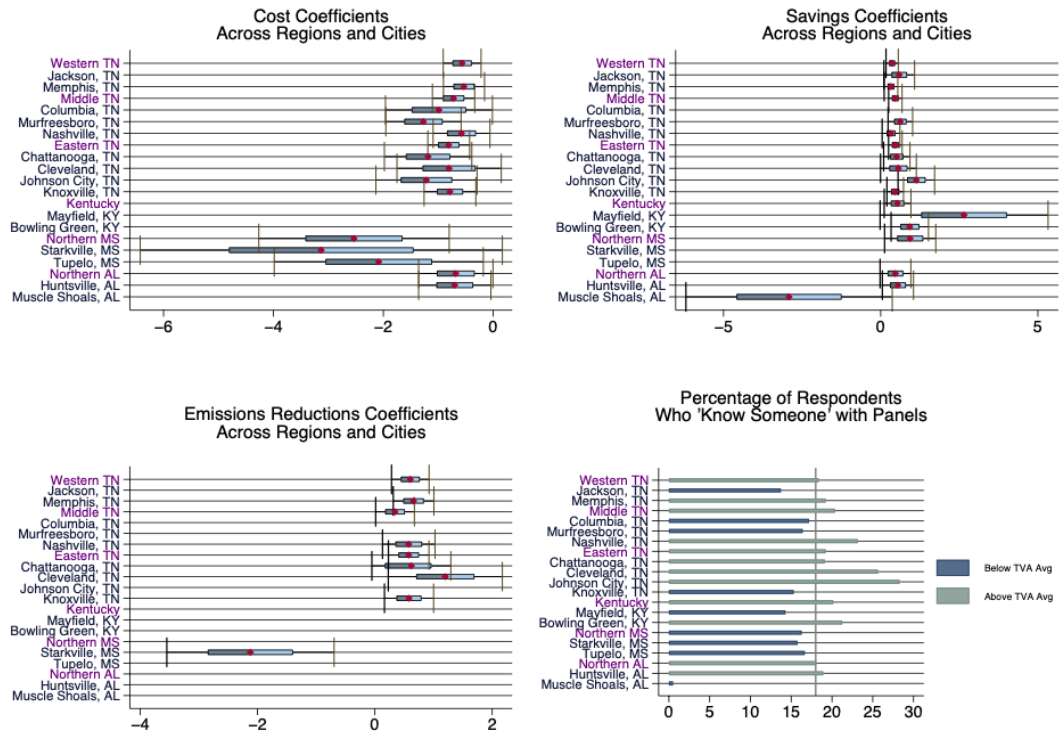 Cost Coefficients
Across Regions and Cities
Western TN
Jackson, TN
Memphis, TN
Middle TN
Columbia, TN
Murfreesboro, TN
Nashville, TN
Eastern TN
Chattanooga, TN
Cleveland, TN
Johnson City, TN
Knoxville, TN
Kentucky
Mayfield, KY
Bowling Green, KY
Northern MS
Starkville, MS
Tupelo, MS
Northern AL
Huntsville, AL
Muscle Shoals, AL
−6 −4 −2 0
Savings Coefficients
Across Regions and Cities
Western TN
Jackson, TN
Memphis, TN
Middle TN
Columbia, TN
Murfreesboro, TN
Nashville, TN
Eastern TN
Chattanooga, TN
Cleveland, TN
Johnson City, TN
Knoxville, TN
Kentucky
Mayfield, KY
Bowling Green, KY
Northern MS
Starkville, MS
Tupelo, MS
Northern AL
Huntsville, AL
Muscle Shoals, AL
−5 0 5
Emissions Reductions Coefficients
Across Regions and Cities
Western TN
Jackson, TN
Memphis, TN
Middle TN
Columbia, TN
Murfreesboro, TN
Nashville, TN
Eastern TN
Chattanooga, TN
Cleveland, TN
Johnson City, TN
Knoxville, TN
Kentucky
Mayfield, KY
Bowling Green, KY
Northern MS
Starkville, MS
Tupelo, MS
Northern AL
Huntsville, AL
Muscle Shoals, AL
−4 −2 0 2
Percentage of Respondents
Who 'Know Someone' with Panels
Western TN
Jackson, TN
Memphis, TN
Middle TN
Columbia, TN
Murfreesboro, TN
Nashville, TN
Eastern TN
Chattanooga, TN
Cleveland, TN
Johnson City, TN
Knoxville, TN
Kentucky
Mayfield, KY
Bowling Green, KY
Northern MS
Starkville, MS
Tupelo, MS
Northern AL
Huntsville, AL
Muscle Shoals, AL
0 5 10 15 20 25 30
Below TVA Avg
Above TVA Avg